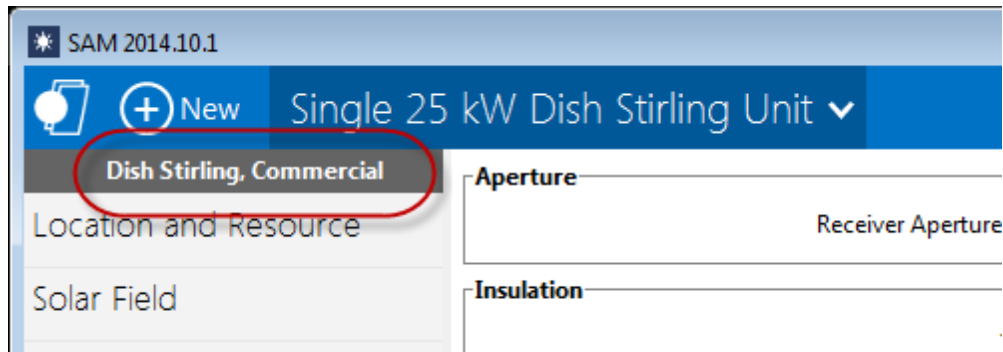 SAM 2014.10.1
New
Single 25 kW Dish Stirling Unit
Dish Stirling, Commercial
Aperture
Location and Resource
Receiver Aperture
Insulation
Solar Field